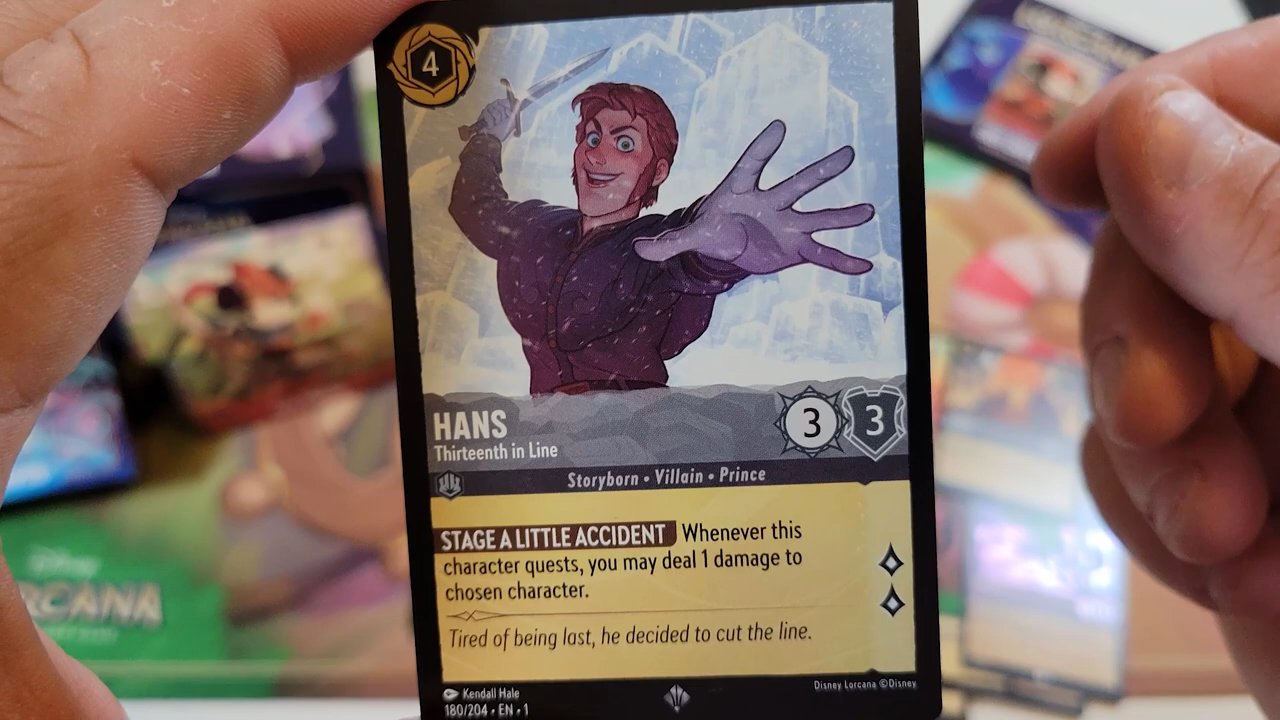 4
HANS
Thirteenth in Line
3 3
Storyborn • Villain • Prince
STAGE A LITTLE ACCIDENT Whenever this
character quests, you may deal 1 damage to
chosen character.
Tired of being last, he decided to cut the line.
Kendall Hale
180/204 • EN • 1
Disney Lorcana ©Disney
DISNEY
RCANA